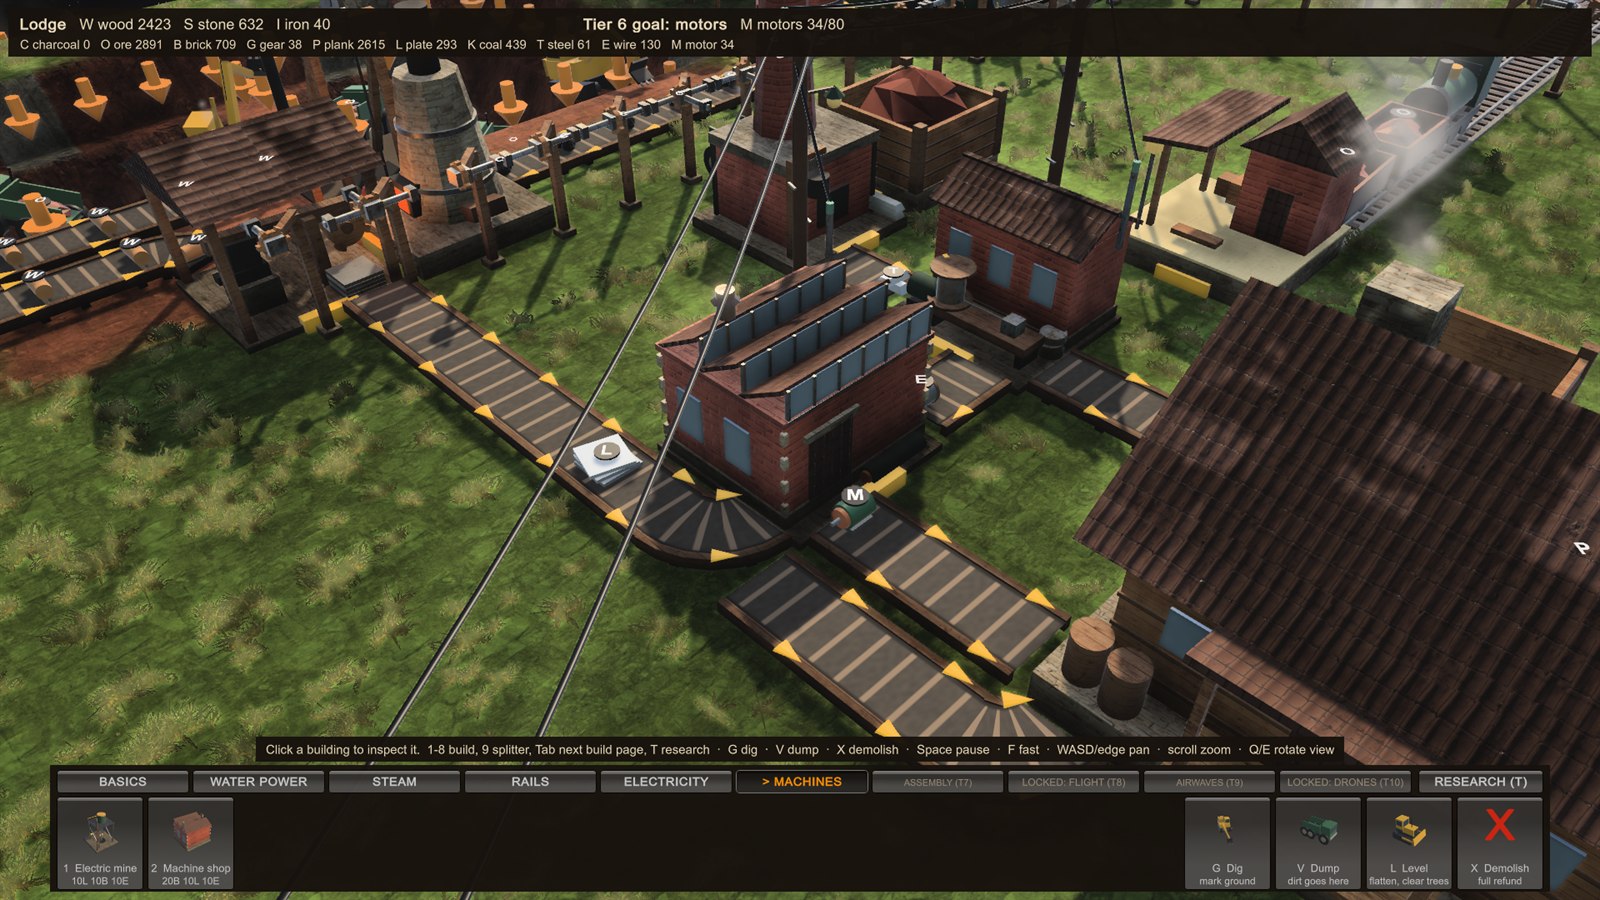 Lodge W wood 2423 S stone 632 I iron 40
Tier 6 goal: motors M motors 34/80
C charcoal 0 O ore 2891 B brick 709 G gear 38 P plank 2615 L plate 293 K coal 439 T steel 61 E wire 130 M motor 34
O
W
W
O
O
W
W
W
W
W
O
T
E
L
M
P
Click a building to inspect it. 1-8 build, 9 splitter, Tab next build page, T research · G dig · V dump · X demolish · Space pause · F fast · WASD/edge pan · scroll zoom · Q/E rotate view
BASICS
WATER POWER
STEAM
RAILS
ELECTRICITY
> MACHINES
ASSEMBLY (T7)
LOCKED: FLIGHT (T8)
AIRWAVES (T9)
LOCKED: DRONES (T10)
RESEARCH (T)
1 Electric mine
10L 10B 10E
2 Machine shop
20B 10L 10E
G Dig
mark ground
V Dump
dirt goes here
L Level
flatten, clear trees
X Demolish
full refund